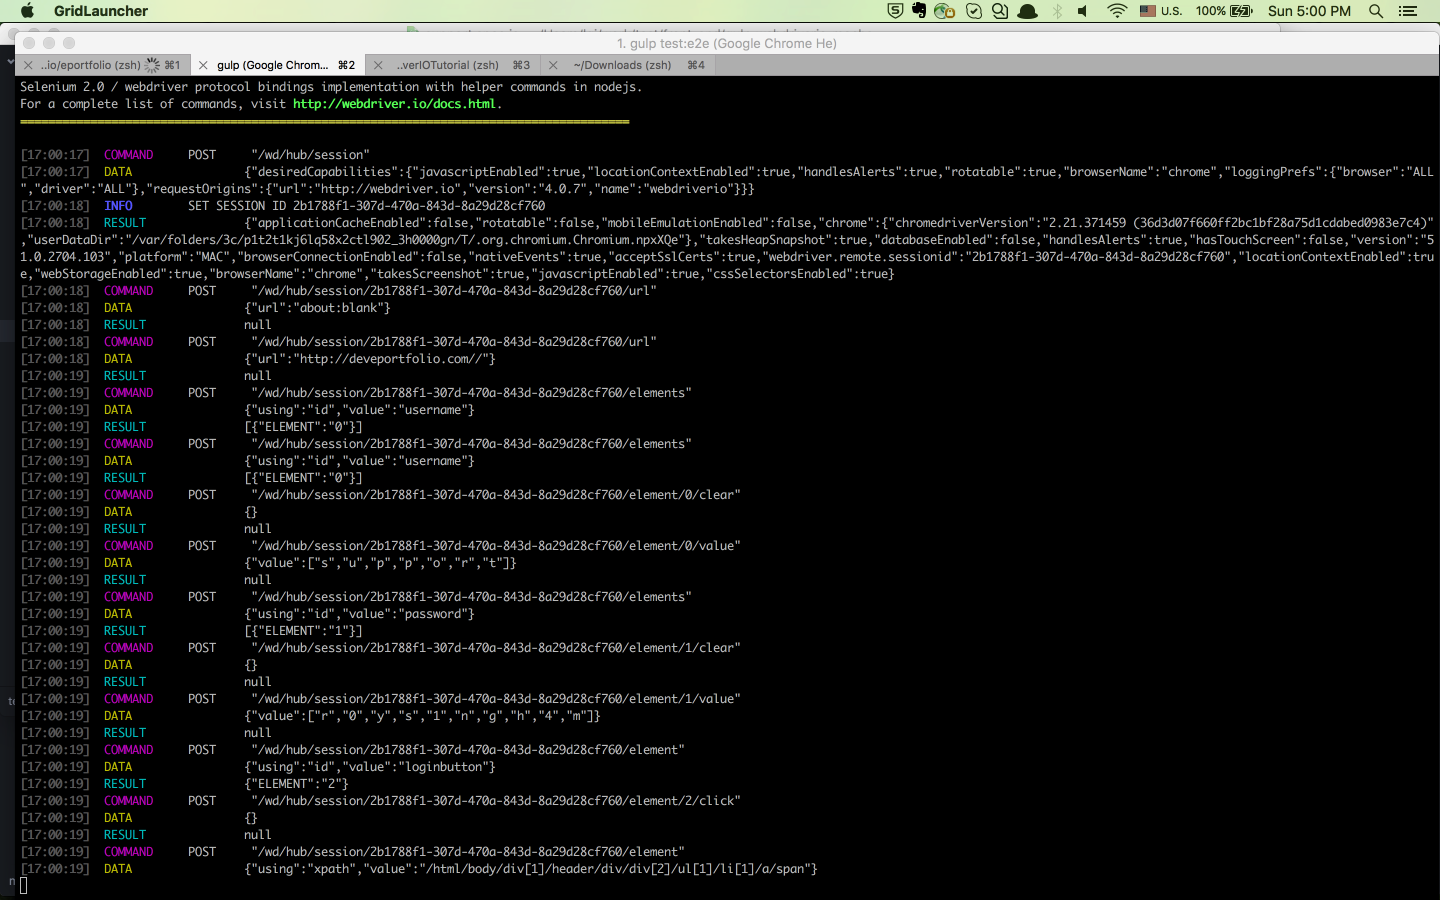 GridLauncher
U.S. 100% Sun 5:00 PM
1. gulp test:e2e (Google Chrome He)
..io/eportfolio (zsh) ⌘1 gulp (Google Chrom... ⌘2 ..verIOTutorial (zsh) ⌘3 ~/Downloads (zsh) ⌘4
Selenium 2.0 / webdriver protocol bindings implementation with helper commands in nodejs.
For a complete list of commands, visit http://webdriver.io/docs.html.
[17:00:17] COMMAND POST "/wd/hub/session"
[17:00:17] DATA {"desiredCapabilities":{"javascriptEnabled":true,"locationContextEnabled":true,"handlesAlerts":true,"rotatable":true,"browserName":"chrome","loggingPrefs":{"browser":"ALL
","driver":"ALL"},"requestOrigins":{"url":"http://webdriver.io","version":"4.0.7","name":"webdriverio"}}}
[17:00:18] INFO SET SESSION ID 2b1788f1-307d-470a-843d-8a29d28cf760
[17:00:18] RESULT {"applicationCacheEnabled":false,"rotatable":false,"mobileEmulationEnabled":false,"chrome":{"chromedriverVersion":"2.21.371459 (36d3d07f660ff2bc1bf28a75d1cdabed0983e7c4)"
,"userDataDir":"/var/folders/3c/p1t2t1kj6lq58x2ctl902_3h0000gn/T/.org.chromium.Chromium.npxXQe"},"takesHeapSnapshot":true,"databaseEnabled":false,"handlesAlerts":true,"hasTouchScreen":false,"version":"5
1.0.2704.103","platform":"MAC","browserConnectionEnabled":false,"nativeEvents":true,"acceptSslCerts":true,"webdriver.remote.sessionid":"2b1788f1-307d-470a-843d-8a29d28cf760","locationContextEnabled":tru
e,"webStorageEnabled":true,"browserName":"chrome","takesScreenshot":true,"javascriptEnabled":true,"cssSelectorsEnabled":true}
[17:00:18] COMMAND POST "/wd/hub/session/2b1788f1-307d-470a-843d-8a29d28cf760/url"
[17:00:18] DATA {"url":"about:blank"}
[17:00:18] RESULT null
[17:00:18] COMMAND POST "/wd/hub/session/2b1788f1-307d-470a-843d-8a29d28cf760/url"
[17:00:18] DATA {"url":"http://deveportfolio.com//"}
[17:00:19] RESULT null
[17:00:19] COMMAND POST "/wd/hub/session/2b1788f1-307d-470a-843d-8a29d28cf760/elements"
[17:00:19] DATA {"using":"id","value":"username"}
[17:00:19] RESULT [{"ELEMENT":"0"}]
[17:00:19] COMMAND POST "/wd/hub/session/2b1788f1-307d-470a-843d-8a29d28cf760/elements"
[17:00:19] DATA {"using":"id","value":"username"}
[17:00:19] RESULT [{"ELEMENT":"0"}]
[17:00:19] COMMAND POST "/wd/hub/session/2b1788f1-307d-470a-843d-8a29d28cf760/element/0/clear"
[17:00:19] DATA {}
[17:00:19] RESULT null
[17:00:19] COMMAND POST "/wd/hub/session/2b1788f1-307d-470a-843d-8a29d28cf760/element/0/value"
[17:00:19] DATA {"value":["s","u","p","p","o","r","t"]}
[17:00:19] RESULT null
[17:00:19] COMMAND POST "/wd/hub/session/2b1788f1-307d-470a-843d-8a29d28cf760/elements"
[17:00:19] DATA {"using":"id","value":"password"}
[17:00:19] RESULT [{"ELEMENT":"1"}]
[17:00:19] COMMAND POST "/wd/hub/session/2b1788f1-307d-470a-843d-8a29d28cf760/element/1/clear"
[17:00:19] DATA {}
[17:00:19] RESULT null
[17:00:19] COMMAND POST "/wd/hub/session/2b1788f1-307d-470a-843d-8a29d28cf760/element/1/value"
[17:00:19] DATA {"value":["r","0","y","s","1","n","g","h","4","m"]}
[17:00:19] RESULT null
[17:00:19] COMMAND POST "/wd/hub/session/2b1788f1-307d-470a-843d-8a29d28cf760/element"
[17:00:19] DATA {"using":"id","value":"loginbutton"}
[17:00:19] RESULT {"ELEMENT":"2"}
[17:00:19] COMMAND POST "/wd/hub/session/2b1788f1-307d-470a-843d-8a29d28cf760/element/2/click"
[17:00:19] DATA {}
[17:00:19] RESULT null
[17:00:19] COMMAND POST "/wd/hub/session/2b1788f1-307d-470a-843d-8a29d28cf760/element"
[17:00:19] DATA {"using":"xpath","value":"/html/body/div[1]/header/div/div[2]/ul[1]/li[1]/a/span"}